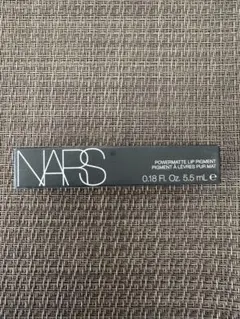 NARS
POWERMATTE LIP PIGMENT
PIGMENT À LÈVRES PUR MAT
0.18 Fl. Oz. 5.5 mL ℮